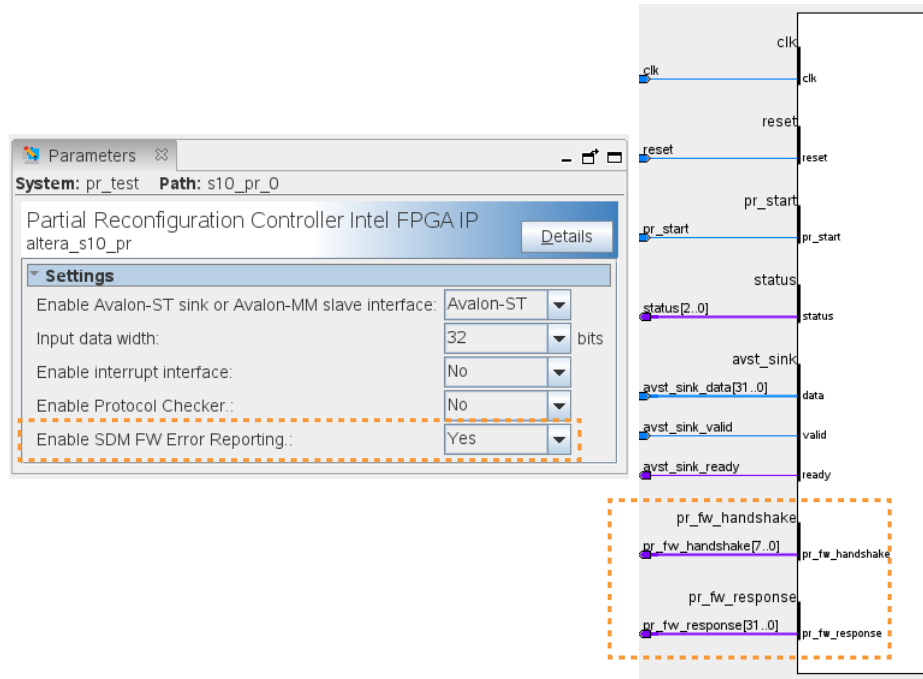 Parameters
System: pr_test Path: s10_pr_0
Partial Reconfiguration Controller Intel FPGA IP
altera_s10_pr
Details
Settings
Enable Avalon-ST sink or Avalon-MM slave interface: Avalon-ST
Input data width: 32 bits
Enable interrupt interface: No
Enable Protocol Checker.: No
Enable SDM FW Error Reporting.: Yes
clk
clk
clk
reset
reset
reset
pr_start
pr_start
pr_start
status
status[2..0]
status
avst_sink
avst_sink_data[31..0]
data
avst_sink_valid
valid
avst_sink_ready
ready
pr_fw_handshake
pr_fw_handshake[7..0]
pr_fw_handshake
pr_fw_response
pr_fw_response[31..0]
pr_fw_response